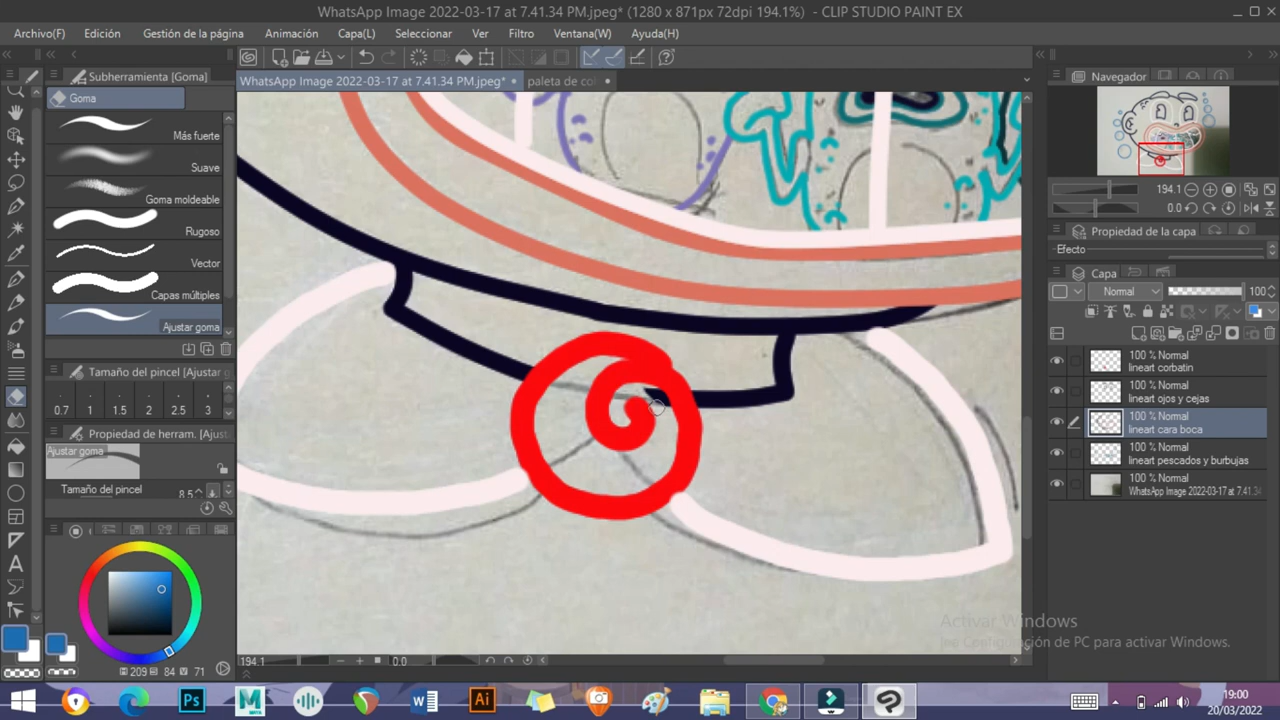 WhatsApp Image 2022-03-17 at 7.41.34 PM.jpeg* (1280 x 871px 72dpi 194.1%) - CLIP STUDIO PAINT EX
Archivo(F) Edición Gestión de la página Animación Capa(L) Seleccionar Ver Filtro Ventana(W) Ayuda(H)
Subherramienta [Goma]
WhatsApp Image 2022-03-17 at 7.41.34 PM.jpeg* paleta de col
Navegador
Goma
Más fuerte
Suave
Goma moldeable
Rugoso
Vector
Capas múltiples
Ajustar goma
Tamaño del pincel [Ajustar g
0.7 1 1.5 2 2.5 3
Propiedad de herram. [Ajust
Ajustar goma
Tamaño del pincel 8.5
209 84 V 71
194.1 0.0
194.1
0.0
Propiedad de la capa
Efecto
Capa
Normal 100
100 % Normal
lineart corbatin
100 % Normal
lineart ojos y cejas
100 % Normal
lineart cara boca
100 % Normal
lineart pescados y burbujas
100 % Normal
WhatsApp Image 2022-03-17 at 7.41.34
Activar Windows
Configuración de PC para activar Windows.
Ps
M
W
Ai
19:00
20/03/2022